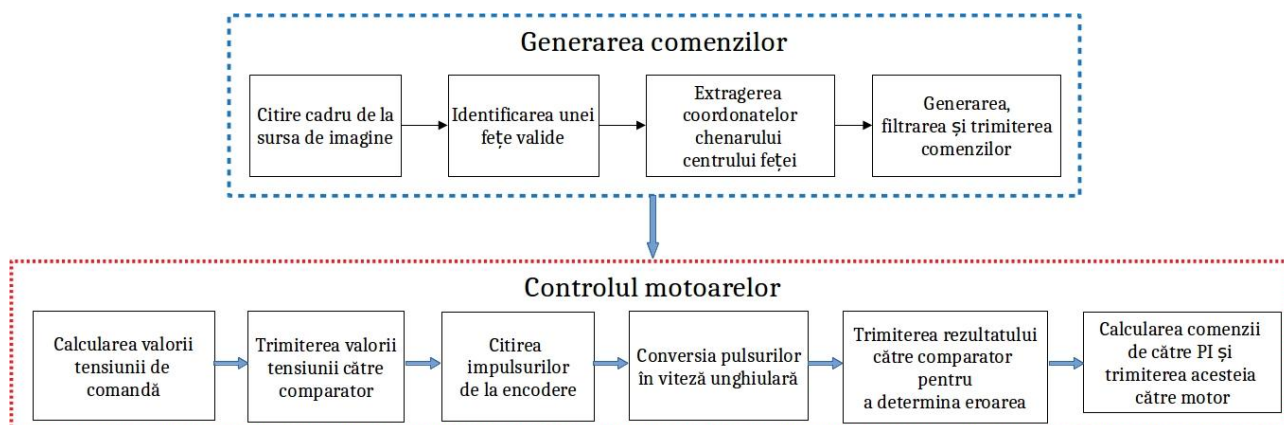 Generarea comenzilor
Citire cadru de la
sursa de imagine
Identificarea unei
fețe valide
Extragerea
coordonatelor
chenarului
centrului feței
Generarea,
filtrarea și trimiterea
comenzilor
Controlul motoarelor
Calcularea valorii
tensiunii de
comandă
Trimiterea valorii
tensiunii către
comparator
Citirea
impulsurilor
de la encodere
Conversia pulsurilor
în viteză unghiulară
Trimiterea rezultatului
către comparator
pentru
a determina eroarea
Calcularea comenzii
de către PI și
trimiterea acesteia
către motor